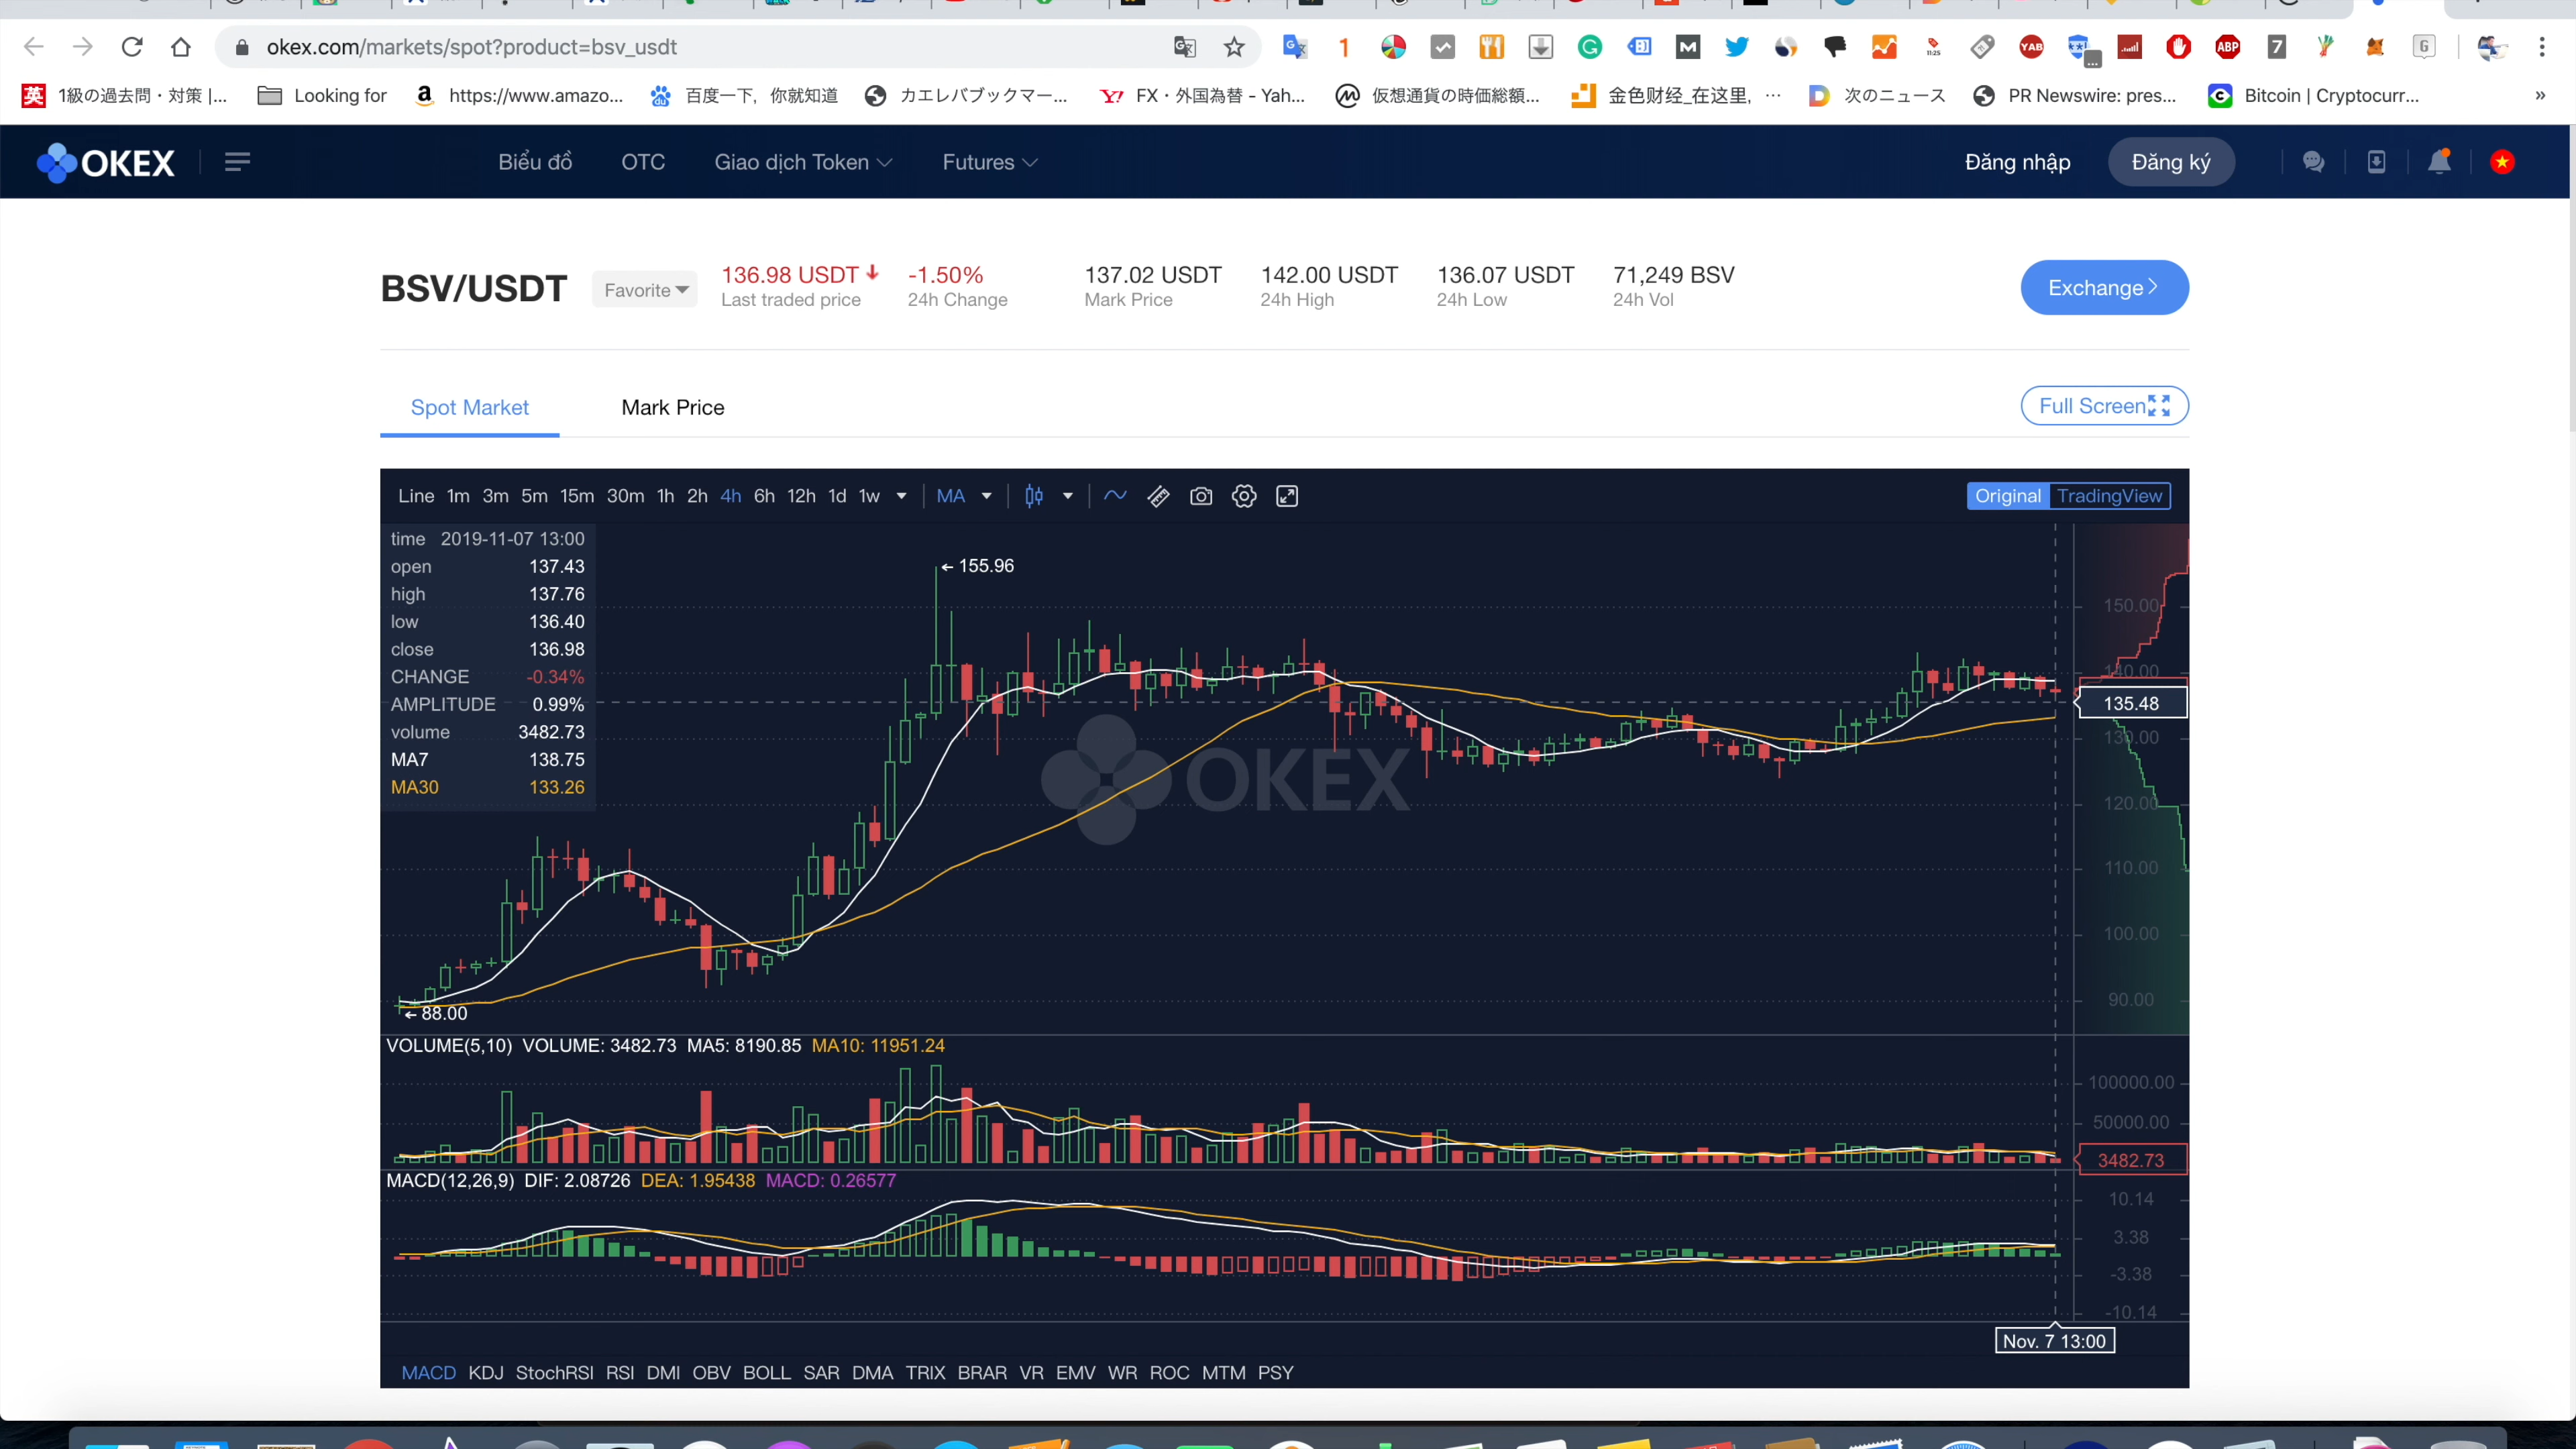 okex.com/markets/spot?product=bsv_usdt
英 1級の過去問・対策 |... Looking for https://www.amazo... 百度一下，你就知道 カエレバブックマー... FX・外国為替 - Yah... 仮想通貨の時価総額... 金色财经_在这里, ... 次のニュース PR Newswire: pres... Bitcoin | Cryptocurr... »
OKEX Biểu đồ OTC Giao dịch Token Futures Đăng nhập Đăng ký
BSV/USDT Favorite 136.98 USDT -1.50% 137.02 USDT 142.00 USDT 136.07 USDT 71,249 BSV Exchange
Last traded price 24h Change Mark Price 24h High 24h Low 24h Vol
Spot Market Mark Price Full Screen
Line 1m 3m 5m 15m 30m 1h 2h 4h 6h 12h 1d 1w MA Original TradingView
time 2019-11-07 13:00
open 137.43
high 137.76
low 136.40
close 136.98
CHANGE -0.34%
AMPLITUDE 0.99%
volume 3482.73
MA7 138.75
MA30 133.26
155.96
88.00
OKEX
150.00
140.00
135.48
130.00
120.00
110.00
100.00
90.00
VOLUME(5,10) VOLUME: 3482.73 MA5: 8190.85 MA10: 11951.24
100000.00
50000.00
3482.73
MACD(12,26,9) DIF: 2.08726 DEA: 1.95438 MACD: 0.26577
10.14
3.38
-3.38
-10.14
Nov. 7 13:00
MACD KDJ StochRSI RSI DMI OBV BOLL SAR DMA TRIX BRAR VR EMV WR ROC MTM PSY